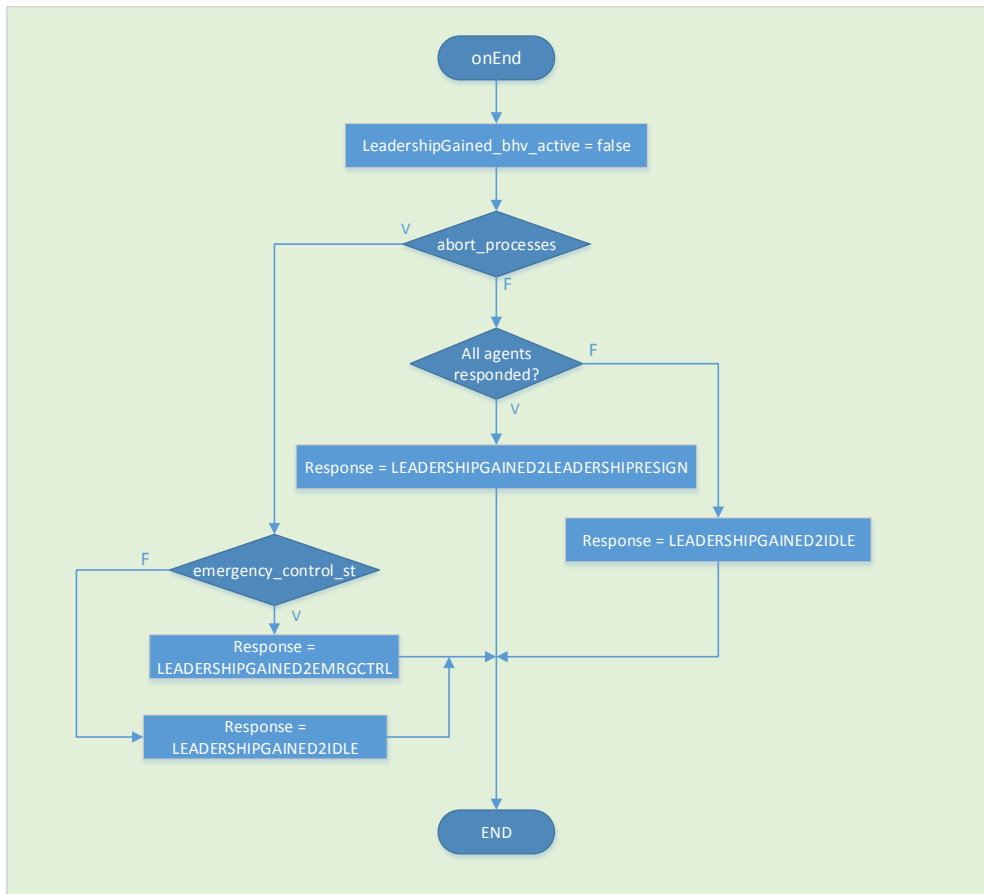 onEnd
LeadershipGained_bhv_active = false
V
abort_processes
F
All agents
responded?
F
V
Response = LEADERSHIPGAINED2LEADERSHIPRESIGN
Response = LEADERSHIPGAINED2IDLE
F
emergency_control_st
V
Response =
LEADERSHIPGAINED2EMRGCTRL
Response =
LEADERSHIPGAINED2IDLE
END